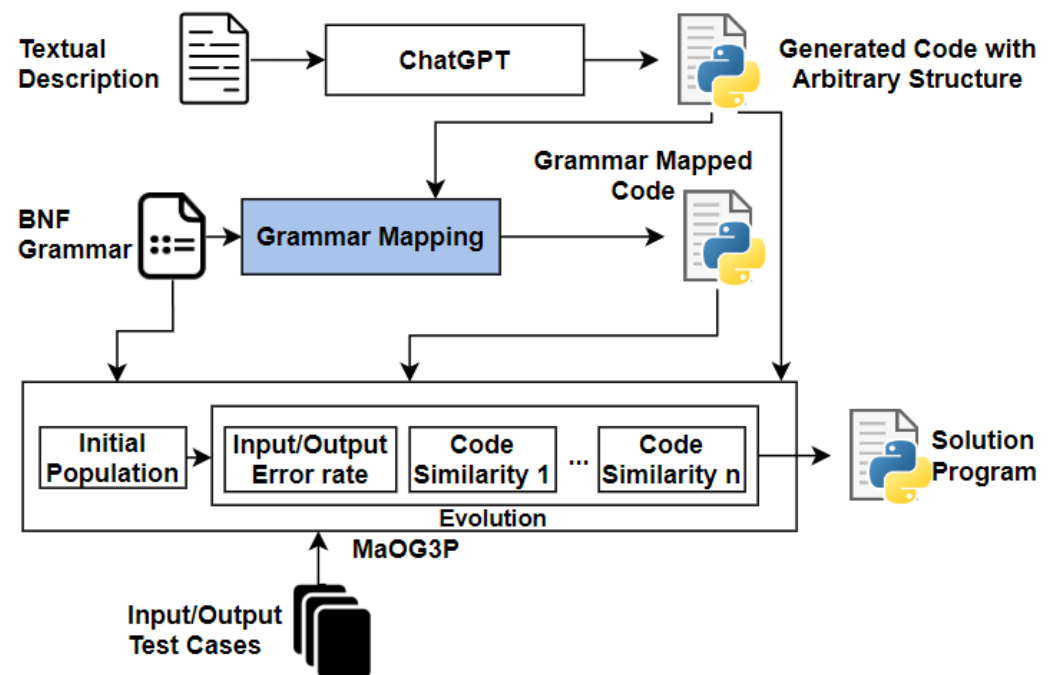 Textual
Description
ChatGPT
Generated Code with
Arbitrary Structure
Grammar Mapped
Code
BNF
Grammar
Grammar Mapping
Initial
Population
Input/Output
Error rate
Code
Similarity 1
...
Code
Similarity n
Evolution
Solution
Program
MaOG3P
Input/Output
Test Cases